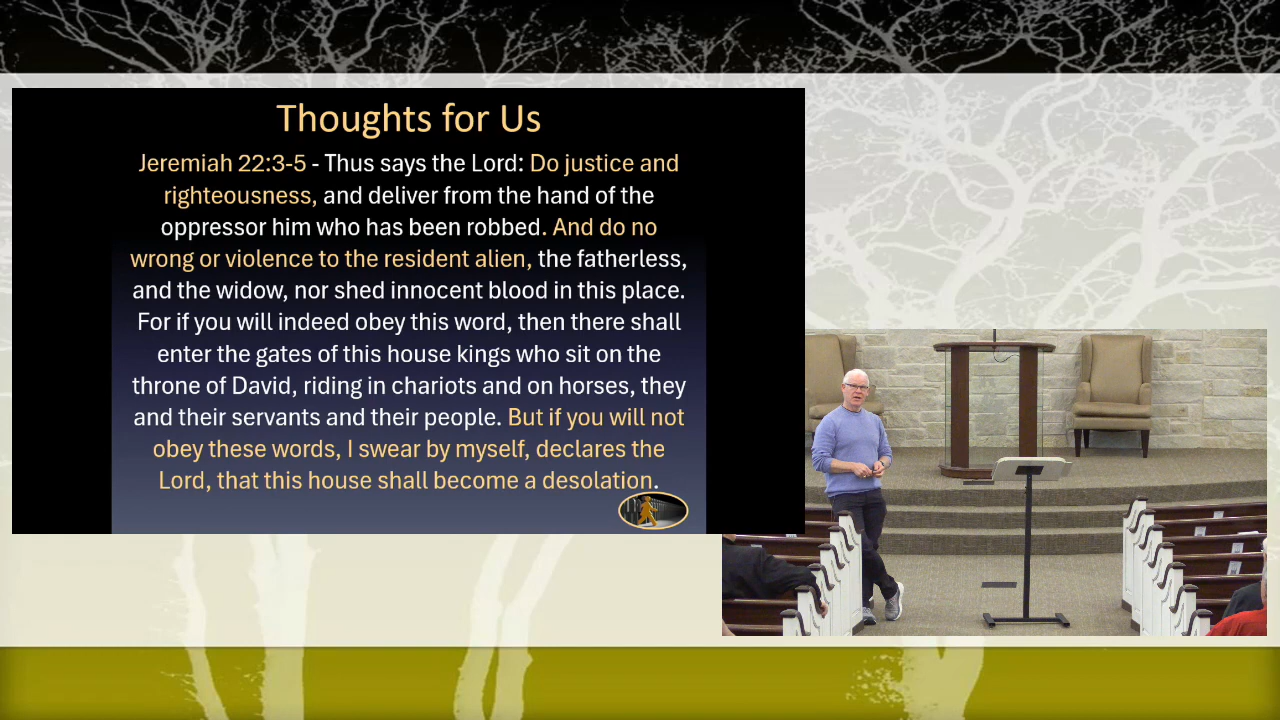 Thoughts for Us
Jeremiah 22:3-5 - Thus says the Lord: Do justice and
righteousness, and deliver from the hand of the
oppressor him who has been robbed. And do no
wrong or violence to the resident alien, the fatherless,
and the widow, nor shed innocent blood in this place.
For if you will indeed obey this word, then there shall
enter the gates of this house kings who sit on the
throne of David, riding in chariots and on horses, they
and their servants and their people. But if you will not
obey these words, I swear by myself, declares the
Lord, that this house shall become a desolation.